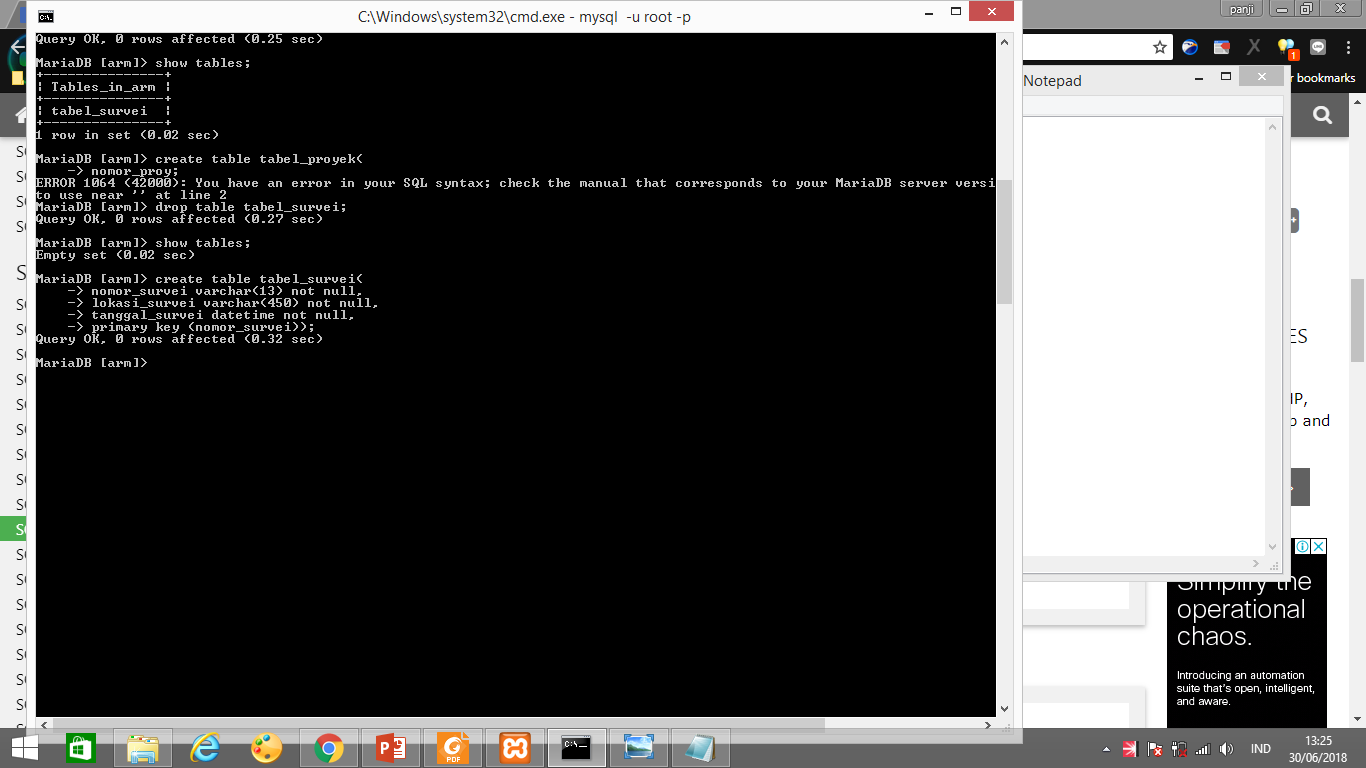 C:\Windows\system32\cmd.exe - mysql  -u root -p
panji
Query OK, 0 rows affected (0.25 sec)
MariaDB [arm]> show tables;
+---------------+
| Tables_in_arm |
+---------------+
| tabel_survei  |
+---------------+
1 row in set (0.02 sec)
MariaDB [arm]> create table tabel_proyek(
    -> nomor_proy;
ERROR 1064 (42000): You have an error in your SQL syntax; check the manual that corresponds to your MariaDB server versi
to use near '' at line 2
MariaDB [arm]> drop table tabel_survei;
Query OK, 0 rows affected (0.27 sec)
MariaDB [arm]> show tables;
Empty set (0.02 sec)
MariaDB [arm]> create table tabel_survei(
    -> nomor_survei varchar(13) not null,
    -> lokasi_survei varchar(450) not null,
    -> tanggal_survei datetime not null,
    -> primary key (nomor_survei));
Query OK, 0 rows affected (0.32 sec)
MariaDB [arm]>
1
bookmarks
Notepad
ES
and
Simplify the
operational
chaos.
Introducing an automation
suite that's open, intelligent,
and aware.
PDF
IND
13:25
30/06/2018